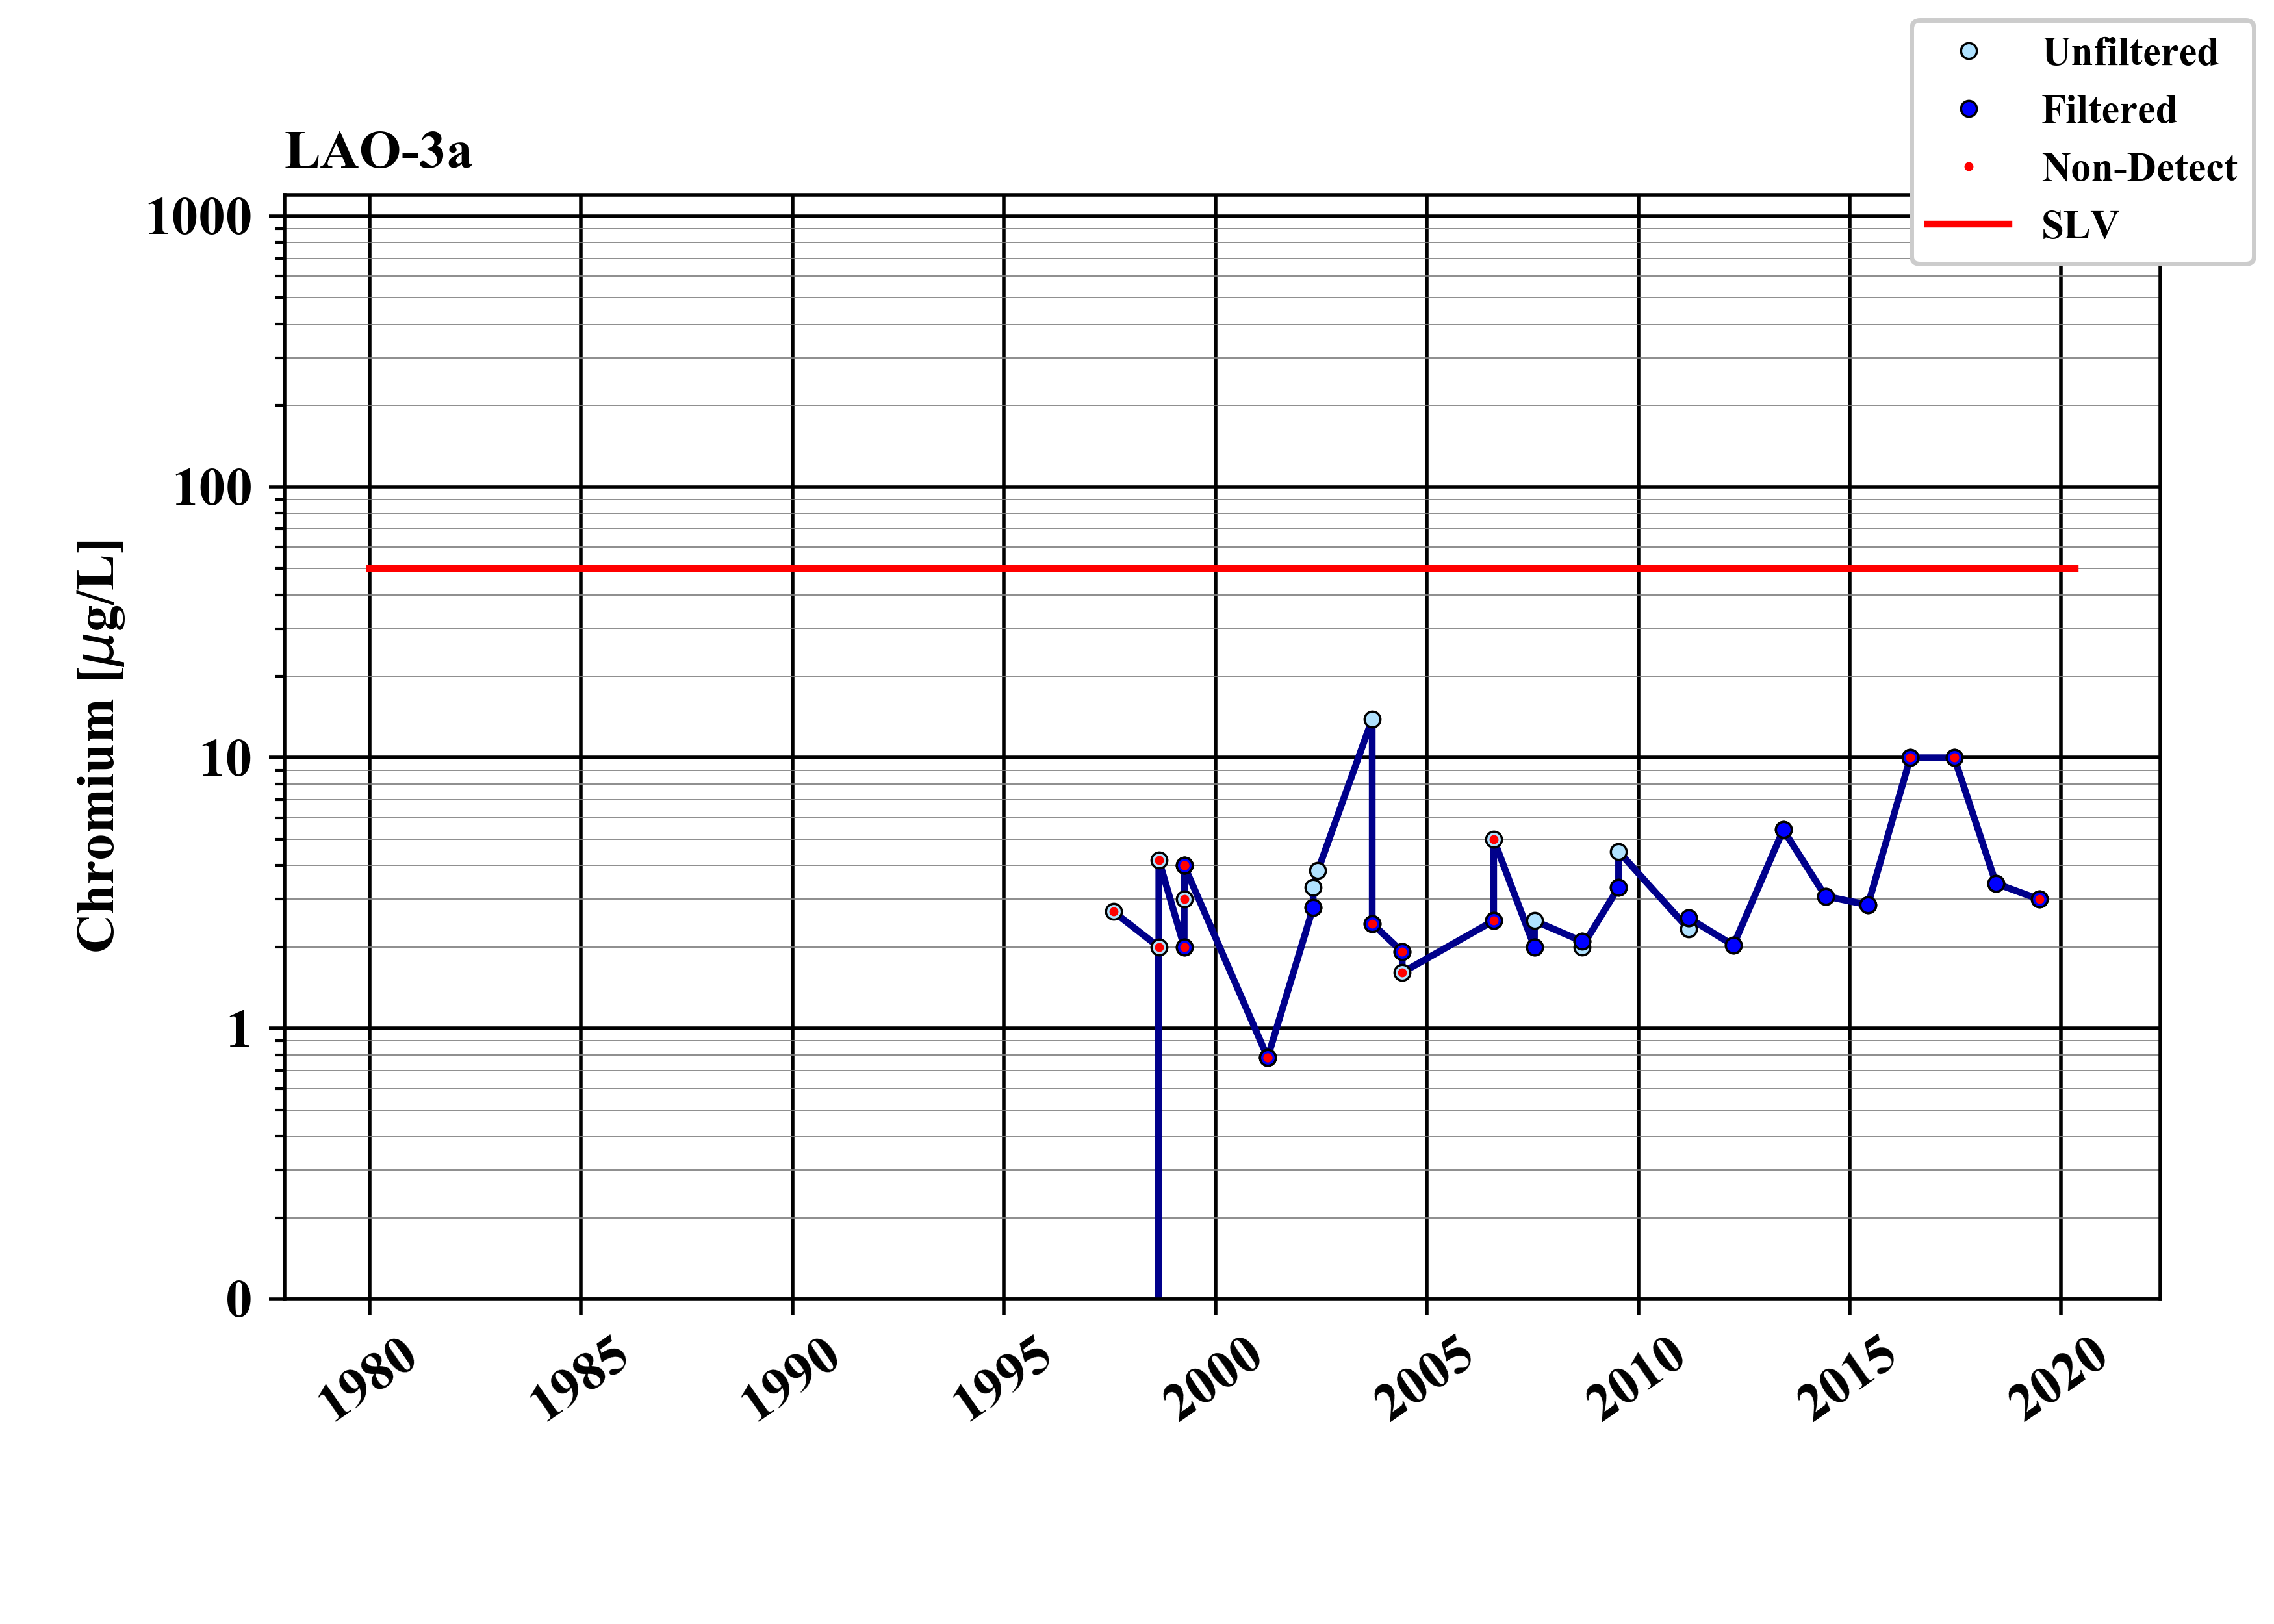 Unfiltered
Filtered
Non-Detect
SLV
LAO-3a
1000
100
10
1
0
Chromium [μg/L]
1980 1985 1990 1995 2000 2005 2010 2015 2020